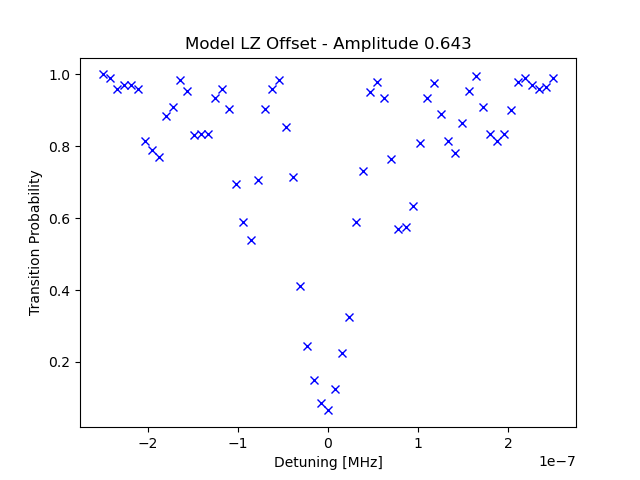 Model LZ Offset - Amplitude 0.643
1.0
0.8
0.6
0.4
0.2
Transition Probability
−2
−1
0
1
2
1e−7
Detuning [MHz]